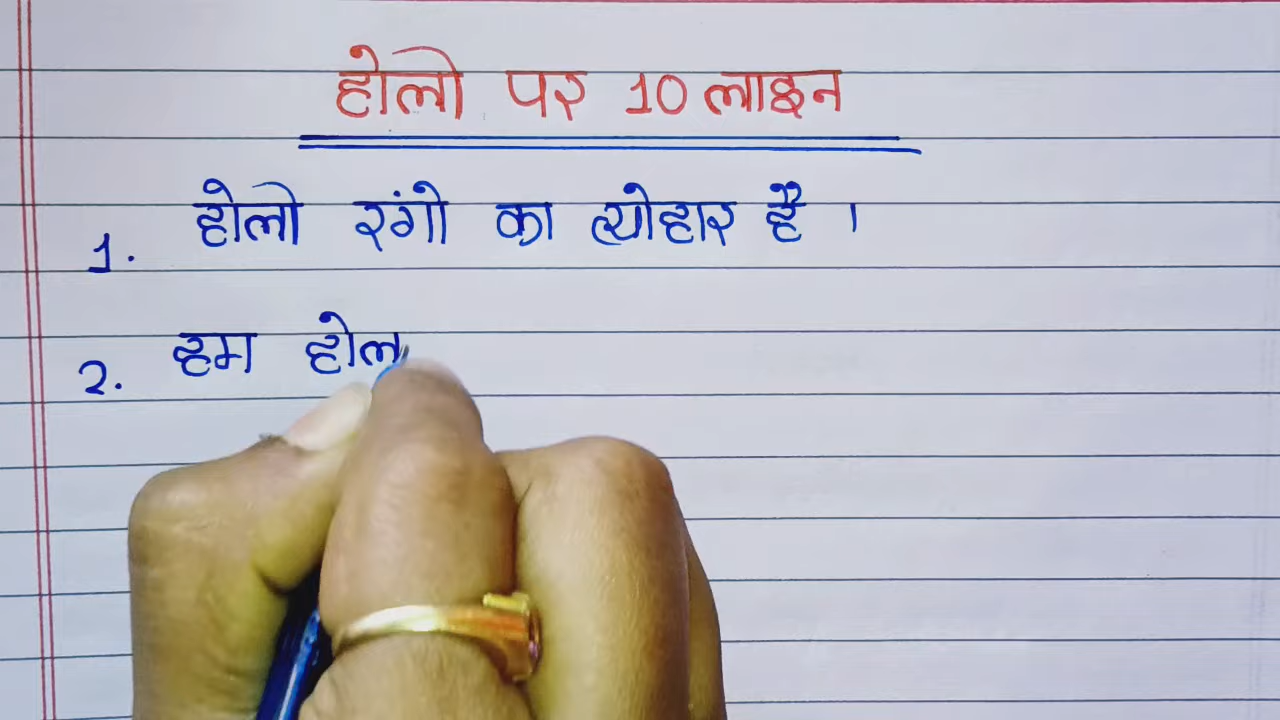 होली पर 10 लाइन
1. होली रंगो का त्योहार है ।
2. हम होल